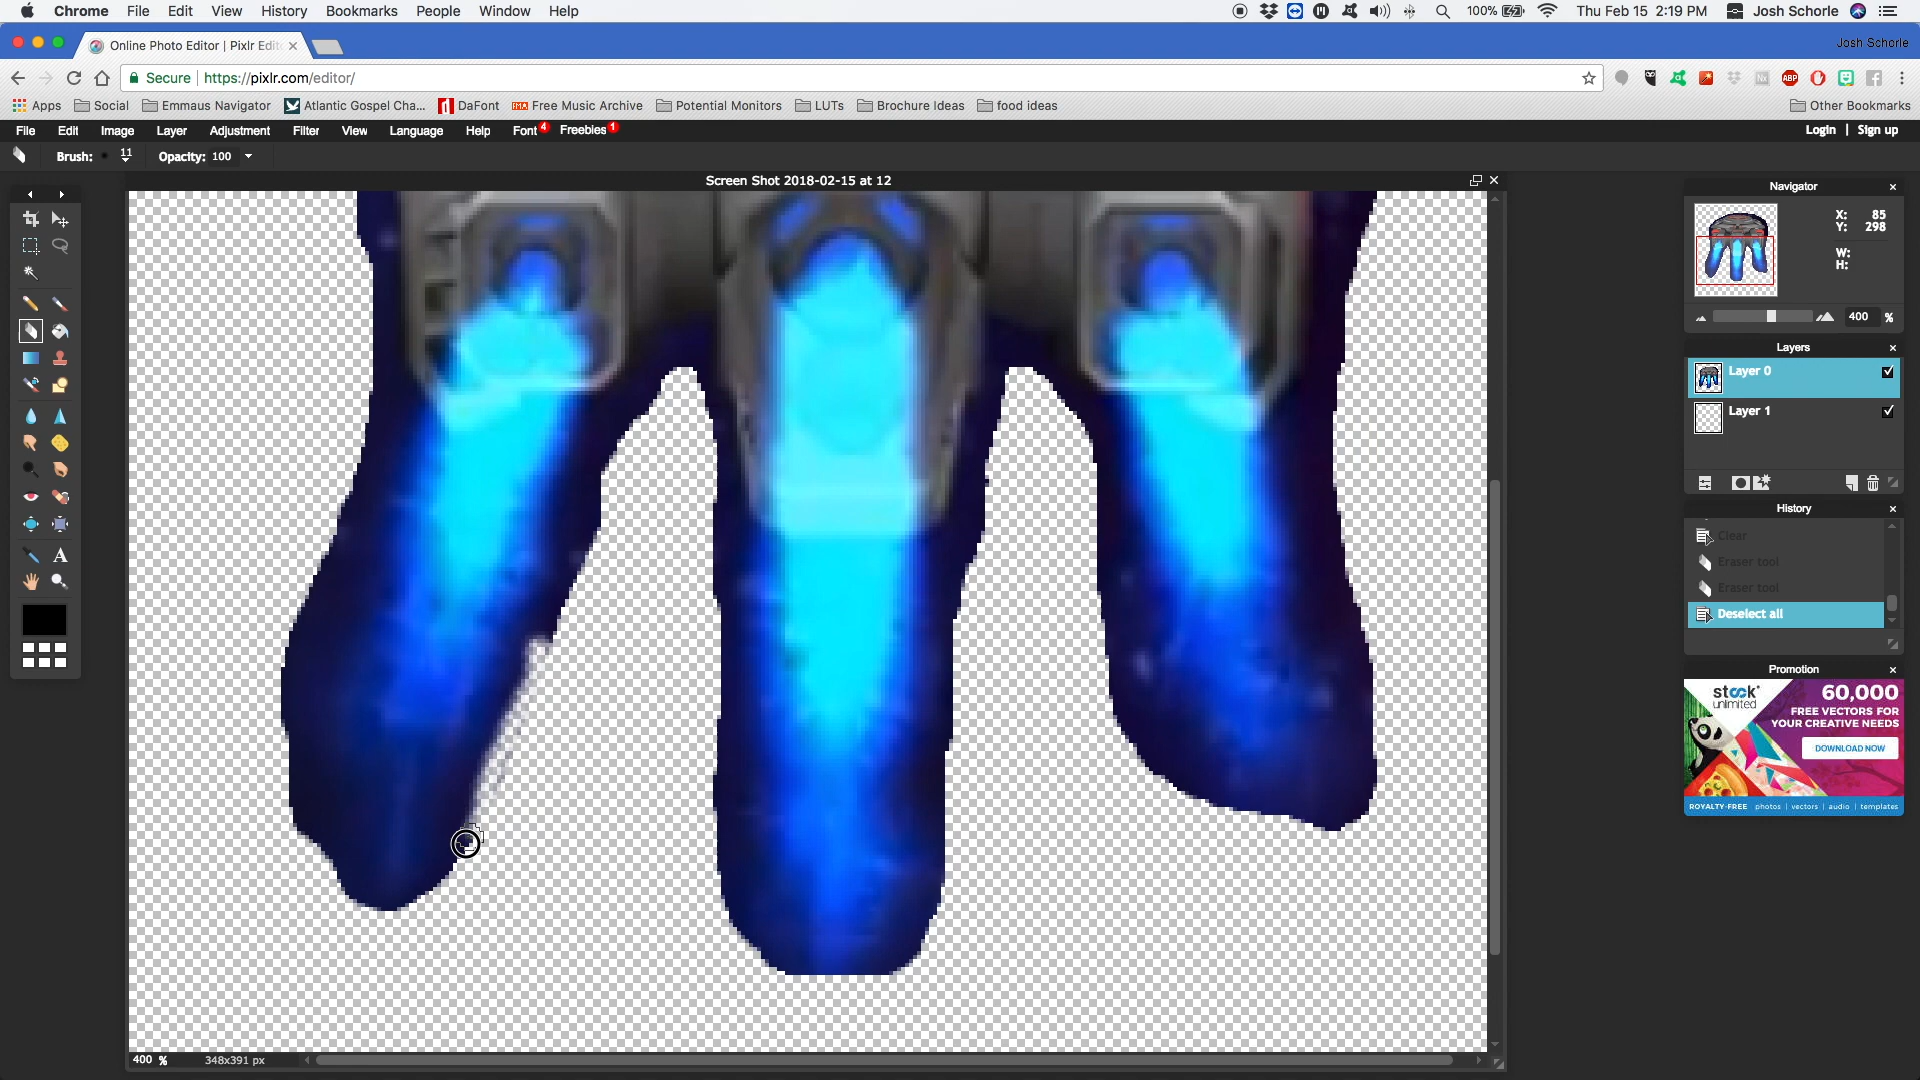 Chrome File Edit View History Bookmarks People Window Help 100% Thu Feb 15 2:19 PM Josh Schorle
Online Photo Editor | Pixlr Edit
Josh Schorle
Secure https://pixlr.com/editor/
Apps Social Emmaus Navigator Atlantic Gospel Cha... DaFont Free Music Archive Potential Monitors LUTs Brochure Ideas food ideas Other Bookmarks
File Edit Image Layer Adjustment Filter View Language Help Font 4 Freebies 1 Login | Sign up
Brush: 11 Opacity: 100
Screen Shot 2018-02-15 at 12
Navigator
X: 85
Y: 298
W:
H:
400 %
Layers
Layer 0
Layer 1
History
Clear
Eraser tool
Eraser tool
Deselect all
Promotion
stock unlimited
60,000
FREE VECTORS FOR
YOUR CREATIVE NEEDS
DOWNLOAD NOW
ROYALTY-FREE photos | vectors | audio | templates
400 % 348x391 px